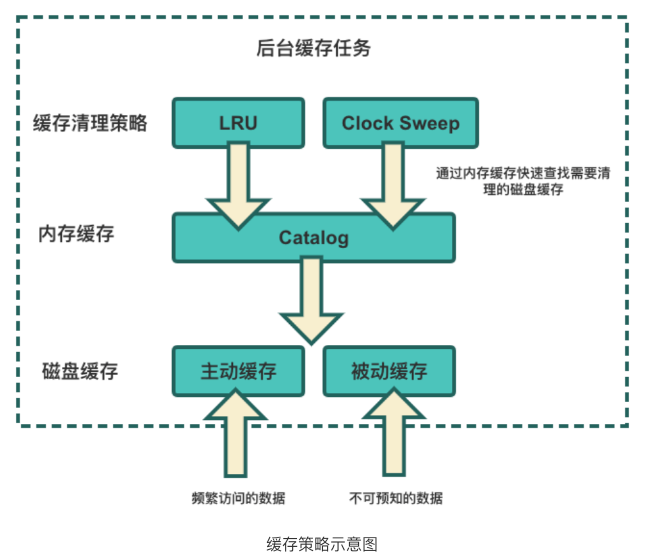 后台缓存任务
缓存清理策略
LRU
Clock Sweep
通过内存缓存快速查找需要清
理的磁盘缓存
内存缓存
Catalog
磁盘缓存
主动缓存
被动缓存
频繁访问的数据
不可预知的数据
缓存策略示意图